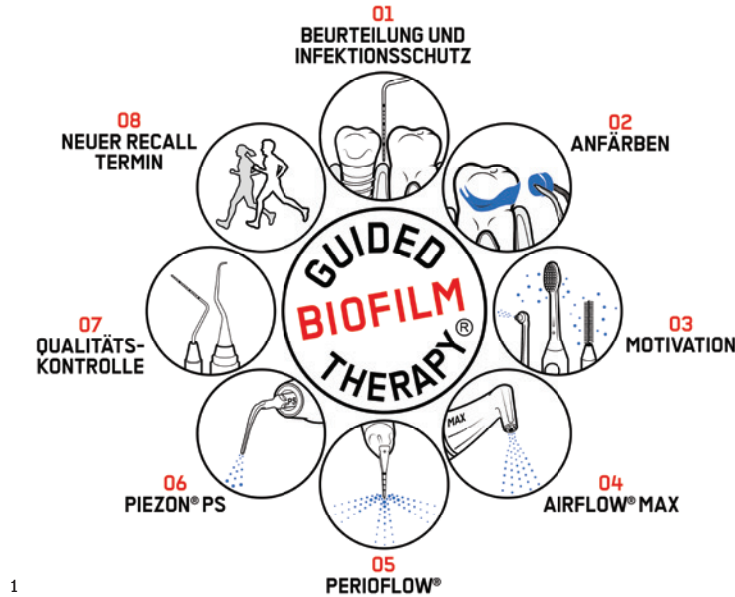 01
BEURTEILUNG UND
INFEKTIONSSCHUTZ
02
ANFÄRBEN
03
MOTIVATION
MAX
04
AIRFLOW® MAX
05
PERIOFLOW®
PS
06
PIEZON® PS
07
QUALITÄTS-
KONTROLLE
08
NEUER RECALL
TERMIN
GUIDED
BIOFILM
THERAPY®
1